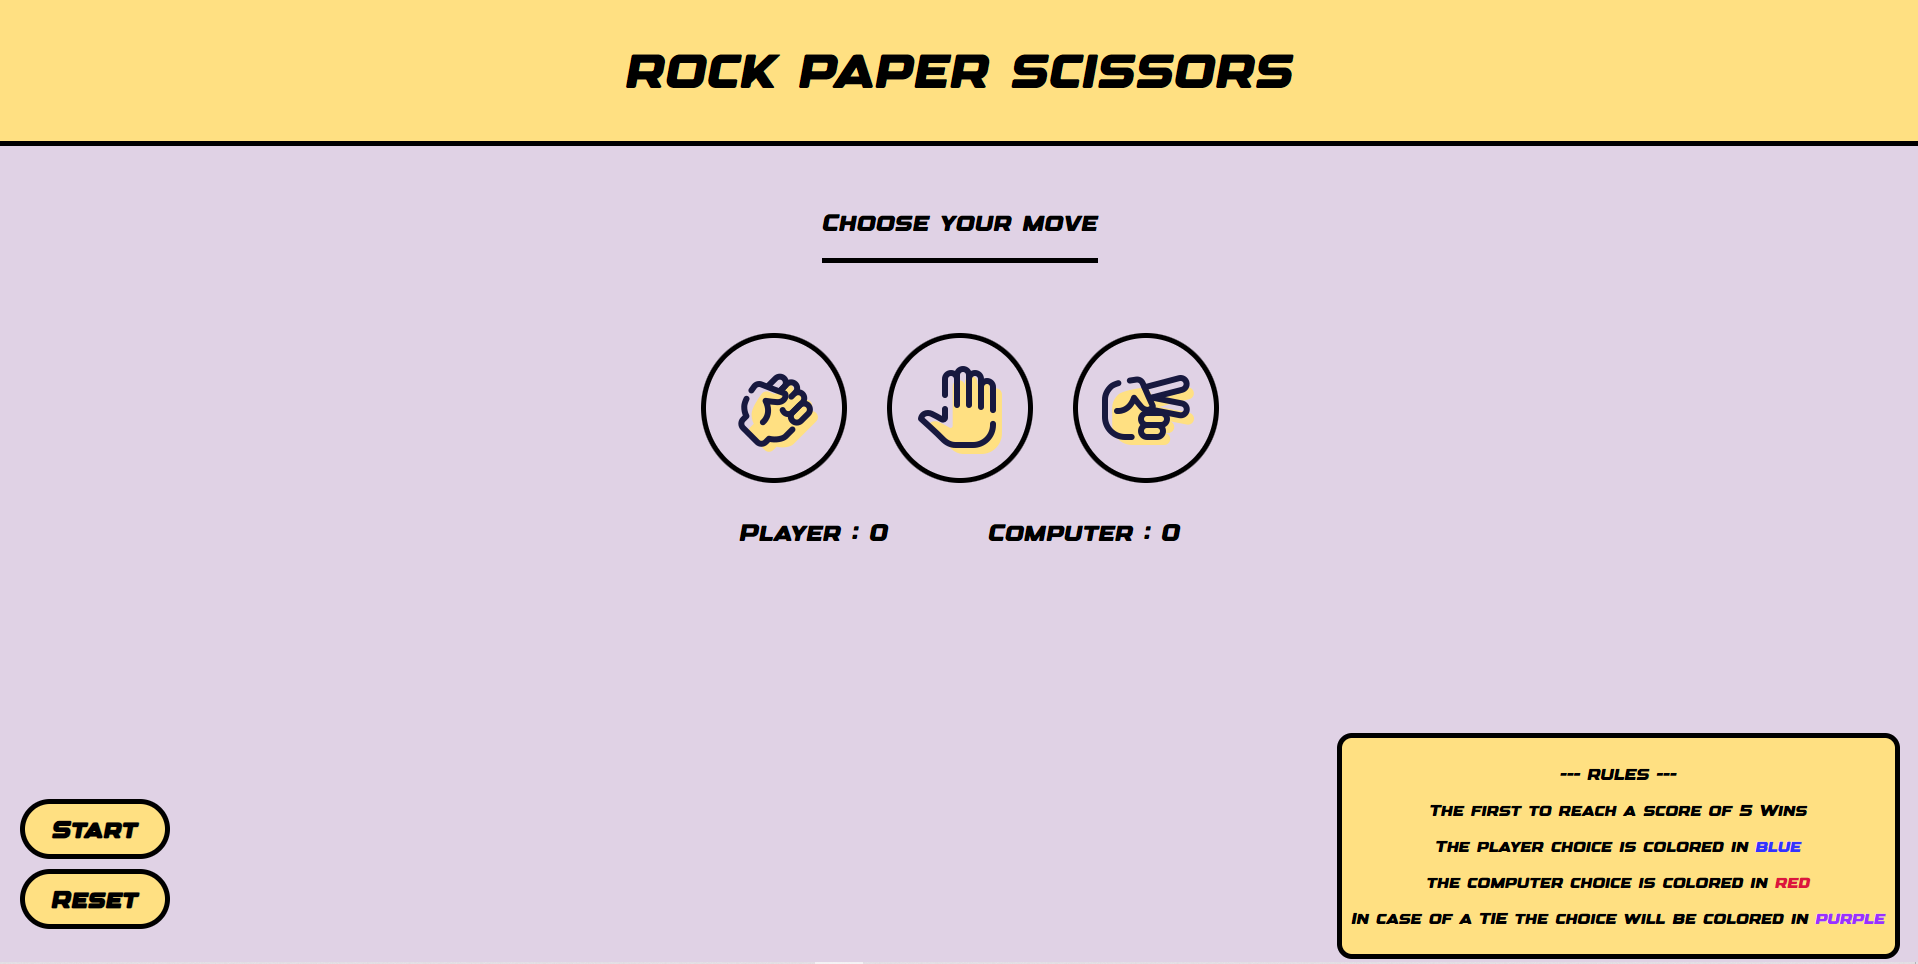 ROCK PAPER SCISSORS
Choose your move
Player : 0 Computer : 0
Start
Reset
--- RULES ---
The first to reach a score of 5 Wins
The player choice is colored in BLUE
the computer choice is colored in RED
In case of a TIE the choice will be colored in PURPLE